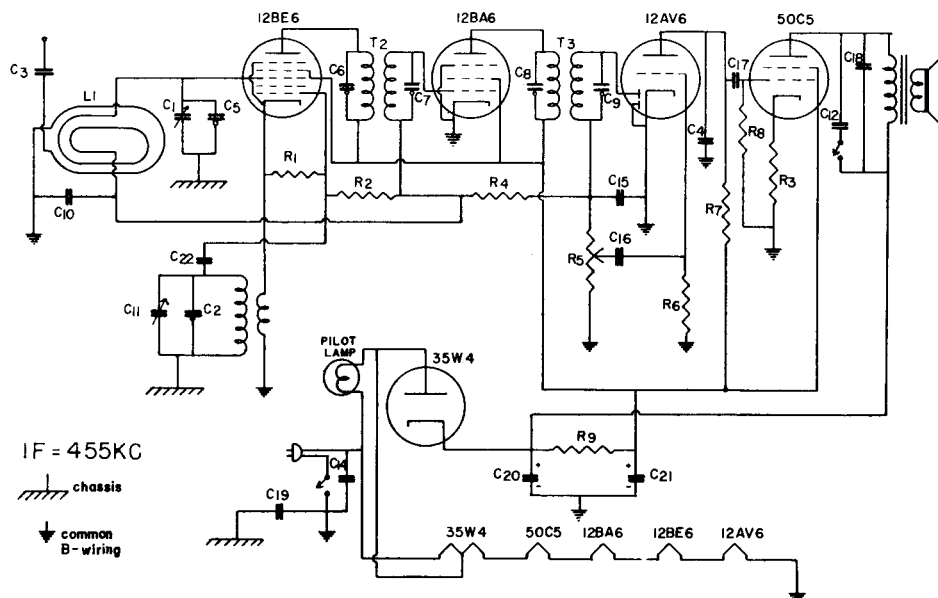 12BE6
12BA6
12AV6
50C5
C3
L1
C1
C5
C6
T2
C7
C8
T3
C9
C4
C17
C18
C12
R8
R3
R1
R2
R4
C10
C15
C16
R5
R6
R7
C22
C11
C2
PILOT
LAMP
35W4
R9
C20
+
-
+
-
C21
IF = 455KC
chassis
common
B-wiring
C14
C19
35W4
50C5
12BA6
12BE6
12AV6